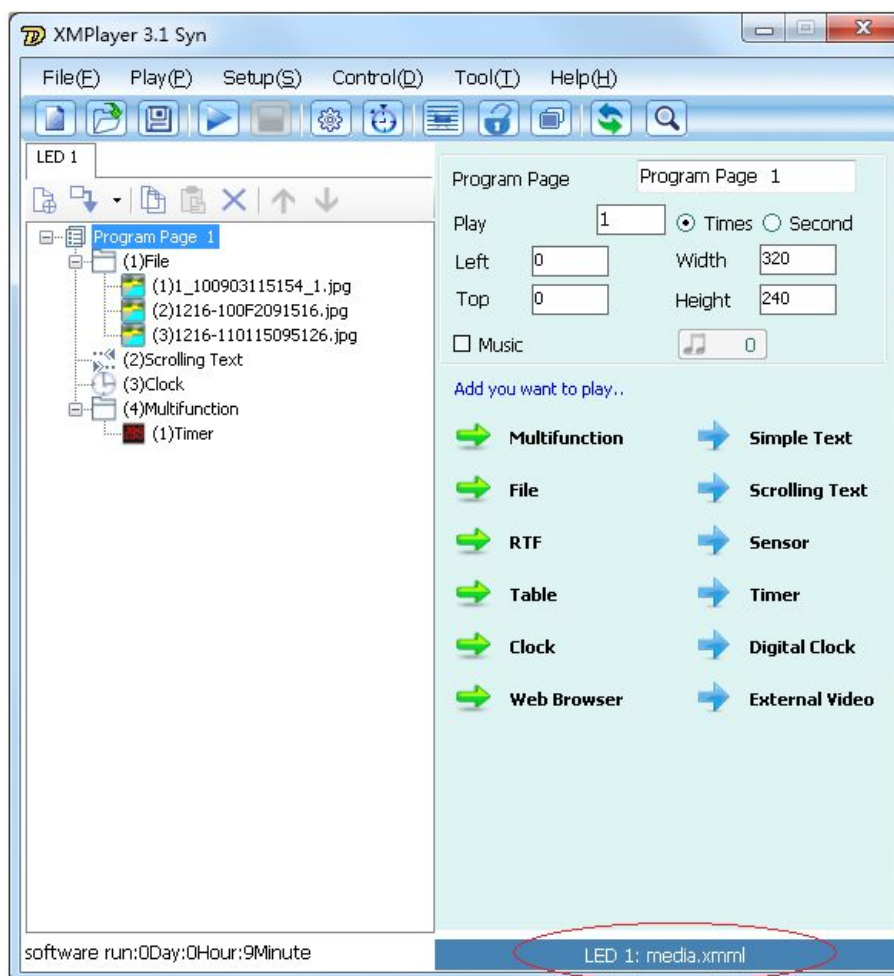 XMPlayer 3.1 Syn
File(F) Play(P) Setup(S) Control(D) Tool(T) Help(H)
LED 1
Program Page 1
(1)File
(1)1_100903115154_1.jpg
(2)1216-100F2091516.jpg
(3)1216-110115095126.jpg
(2)Scrolling Text
(3)Clock
(4)Multifunction
(1)Timer
Program Page Program Page 1
Play 1 Times Second
Left 0 Width 320
Top 0 Height 240
Music 0
Add you want to play..
Multifunction Simple Text
File Scrolling Text
RTF Sensor
Table Timer
Clock Digital Clock
Web Browser External Video
software run:0Day:0Hour:9Minute
LED 1: media.xmml